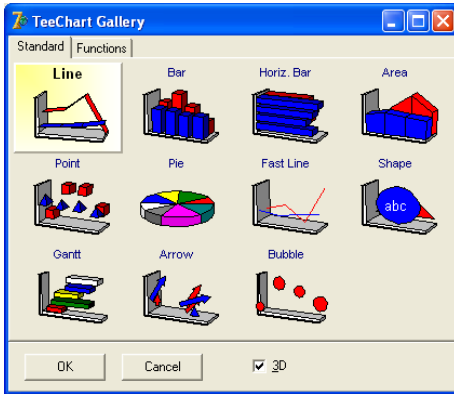 TeeChart Gallery
Standard Functions
Line Bar Horiz. Bar Area
Point Pie Fast Line Shape
abc
Gantt Arrow Bubble
OK Cancel 3D